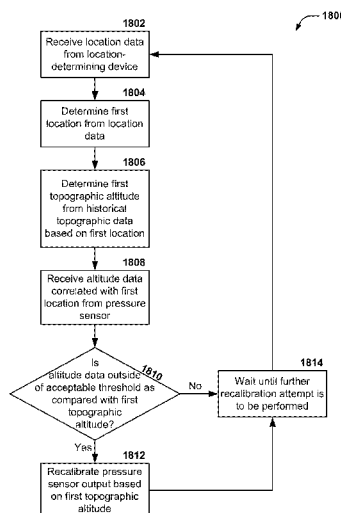 1800
1802
Receive location data
from location-
determining device
1804
Determine first
location from location
data
1806
Determine first
topographic altitude
from historical
topographic data
based on first location
1808
Receive altitude data
correlated with first
location from pressure
sensor
1810
Is
altitude data outside
of acceptable threshold as
compared with first
topographic
altitude?
No
1814
Wait until further
recalibration attempt is
to be performed
Yes
1812
Recalibrate pressure
sensor output based on
first topographic
altitude